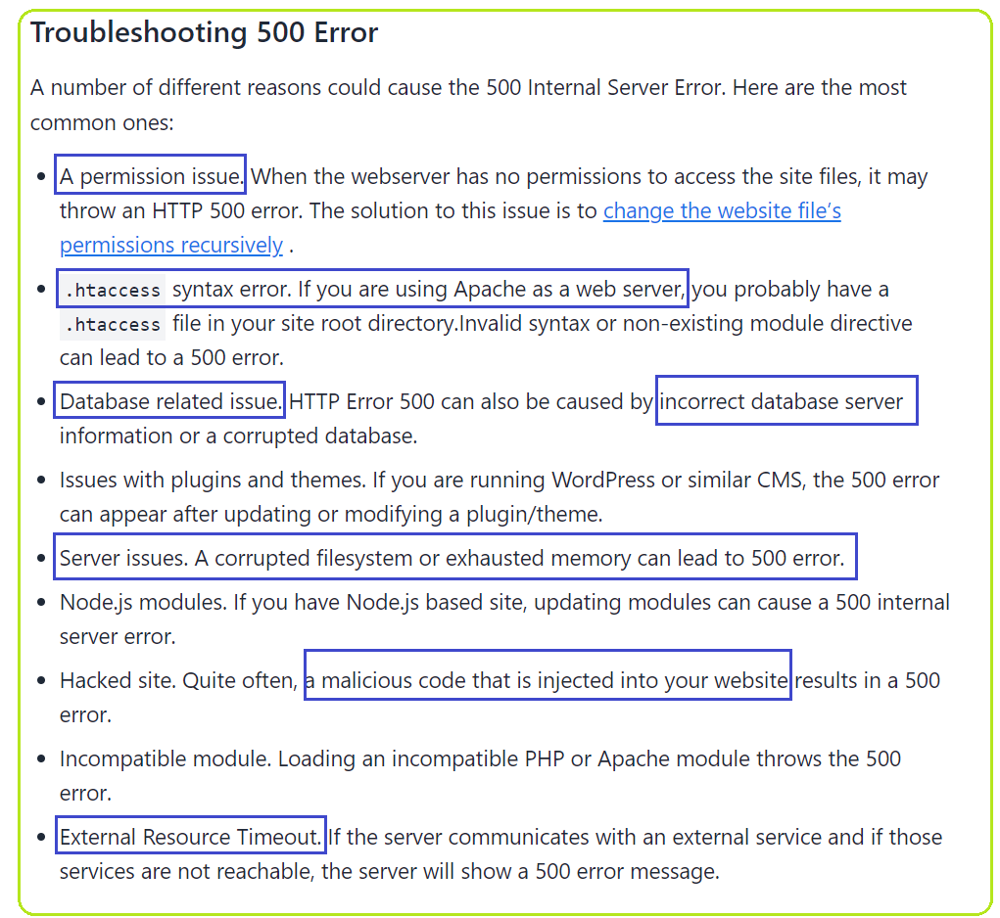 Troubleshooting 500 Error
A number of different reasons could cause the 500 Internal Server Error. Here are the most
common ones:
• A permission issue. When the webserver has no permissions to access the site files, it may
throw an HTTP 500 error. The solution to this issue is to change the website file’s
permissions recursively .
• .htaccess syntax error. If you are using Apache as a web server, you probably have a
.htaccess file in your site root directory.Invalid syntax or non-existing module directive
can lead to a 500 error.
• Database related issue. HTTP Error 500 can also be caused by incorrect database server
information or a corrupted database.
• Issues with plugins and themes. If you are running WordPress or similar CMS, the 500 error
can appear after updating or modifying a plugin/theme.
• Server issues. A corrupted filesystem or exhausted memory can lead to 500 error.
• Node.js modules. If you have Node.js based site, updating modules can cause a 500 internal
server error.
• Hacked site. Quite often, a malicious code that is injected into your website results in a 500
error.
• Incompatible module. Loading an incompatible PHP or Apache module throws the 500
error.
• External Resource Timeout. If the server communicates with an external service and if those
services are not reachable, the server will show a 500 error message.